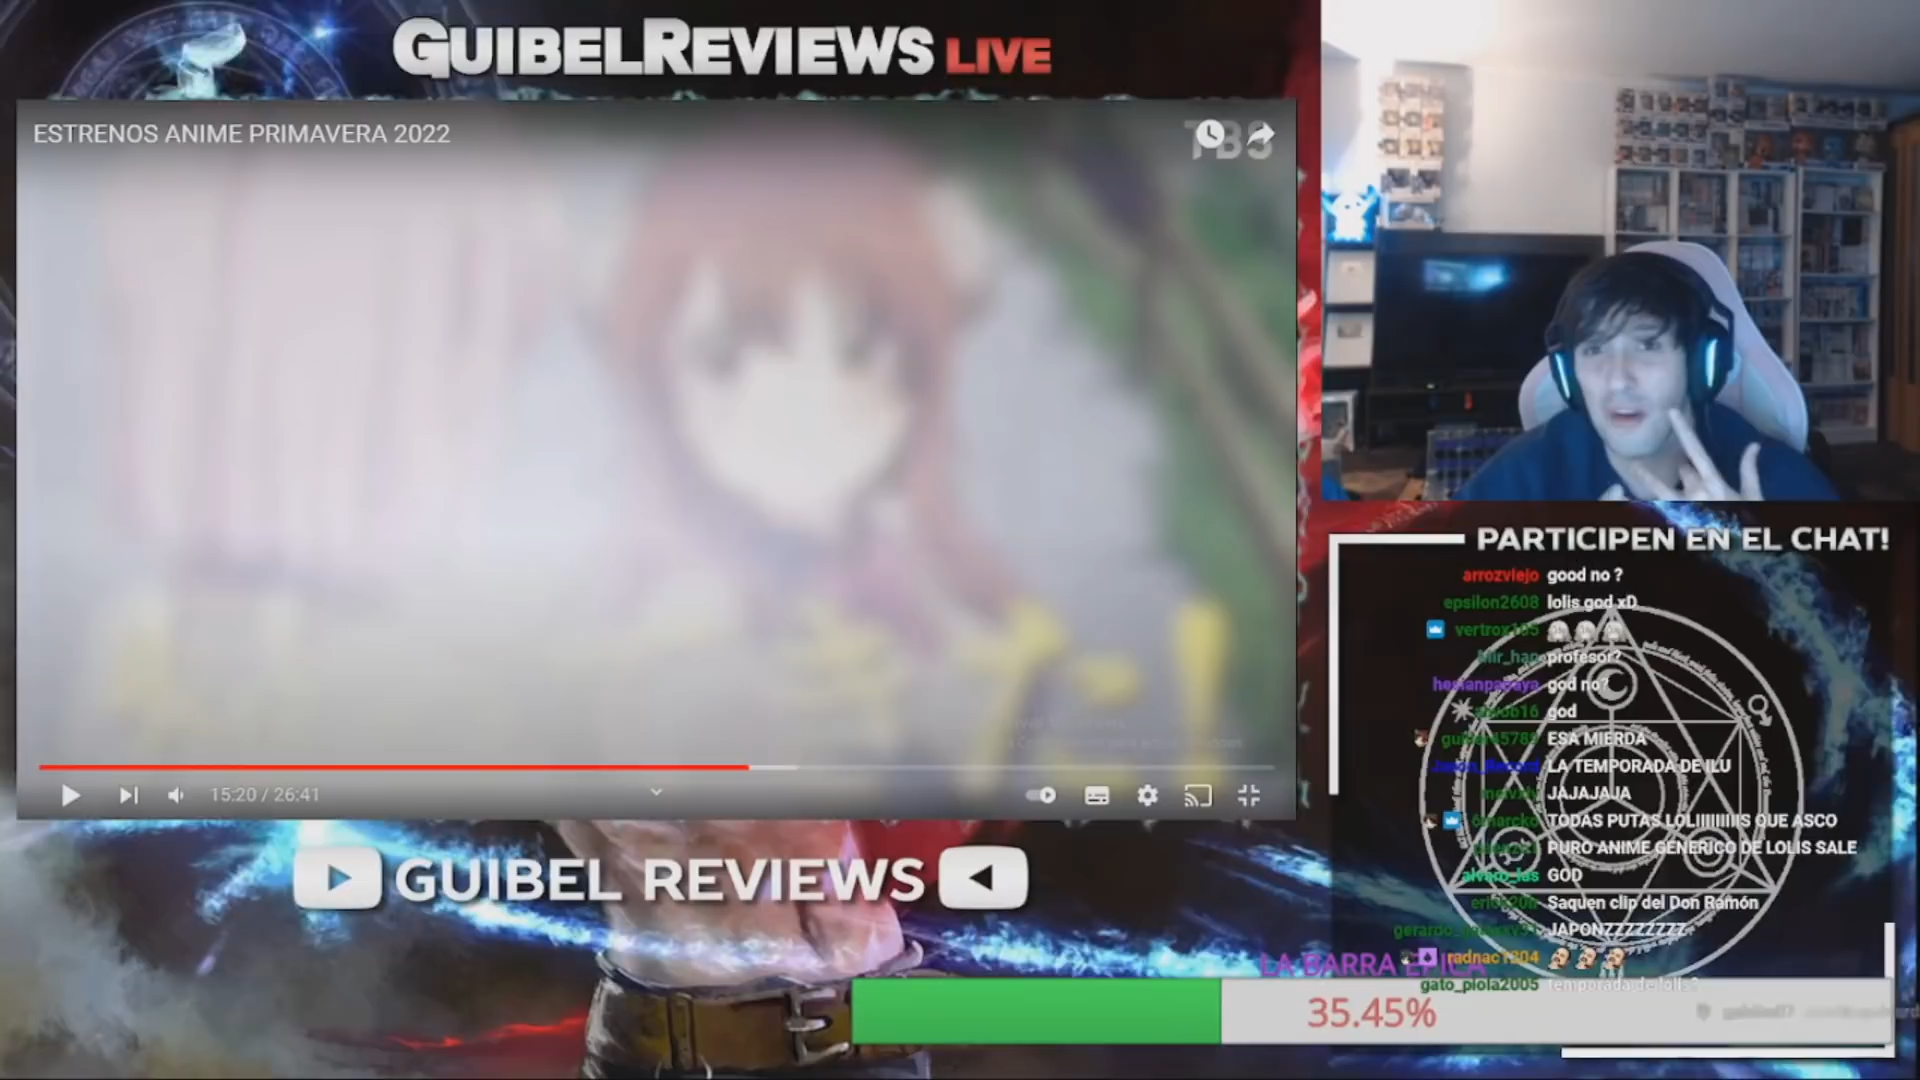 GUIBELREVIEWS LIVE
ESTRENOS ANIME PRIMAVERA 2022
TBS
15:20 / 26:41
GUIBEL REVIEWS
PARTICIPEN EN EL CHAT!
arrozviejo good no ?
epsilon2608 lolis god xD
profesor?
god no?
god
ESA MIERDA
LA TEMPORADA DE ILU
JAJAJAJA
TODAS PUTAS LOLIIIIIIIIIS QUE ASCO
PURO ANIME GENERICO DE LOLIS SALE
GOD
Saquen clip del Don Ramón
JAPONZZZZZZZZ
LA BARRA EPICA
radnac1304
gato_piola2005 temporada de lolis?
35.45%